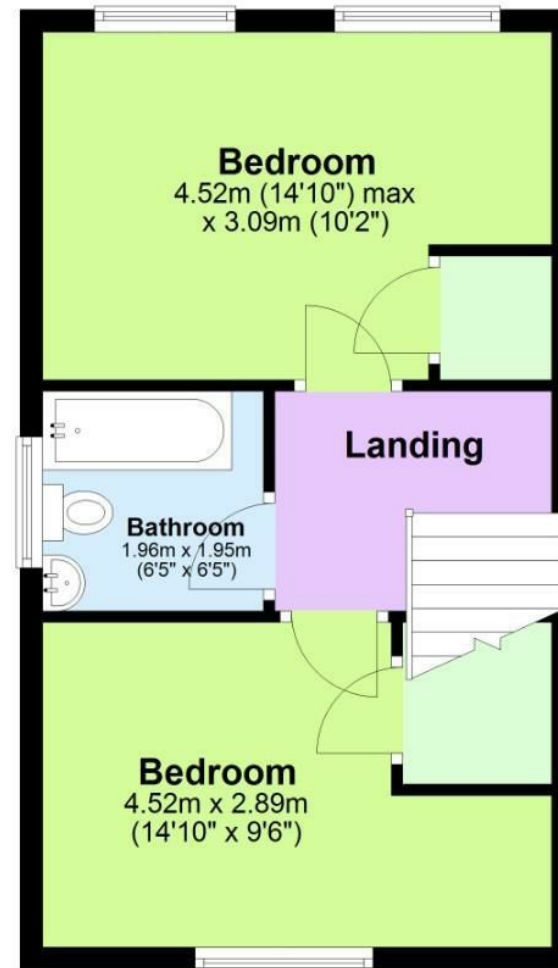 Bedroom
4.52m (14'10") max
x 3.09m (10'2")
Landing
Bathroom
1.96m x 1.95m
(6'5" x 6'5")
Bedroom
4.52m x 2.89m
(14'10" x 9'6")